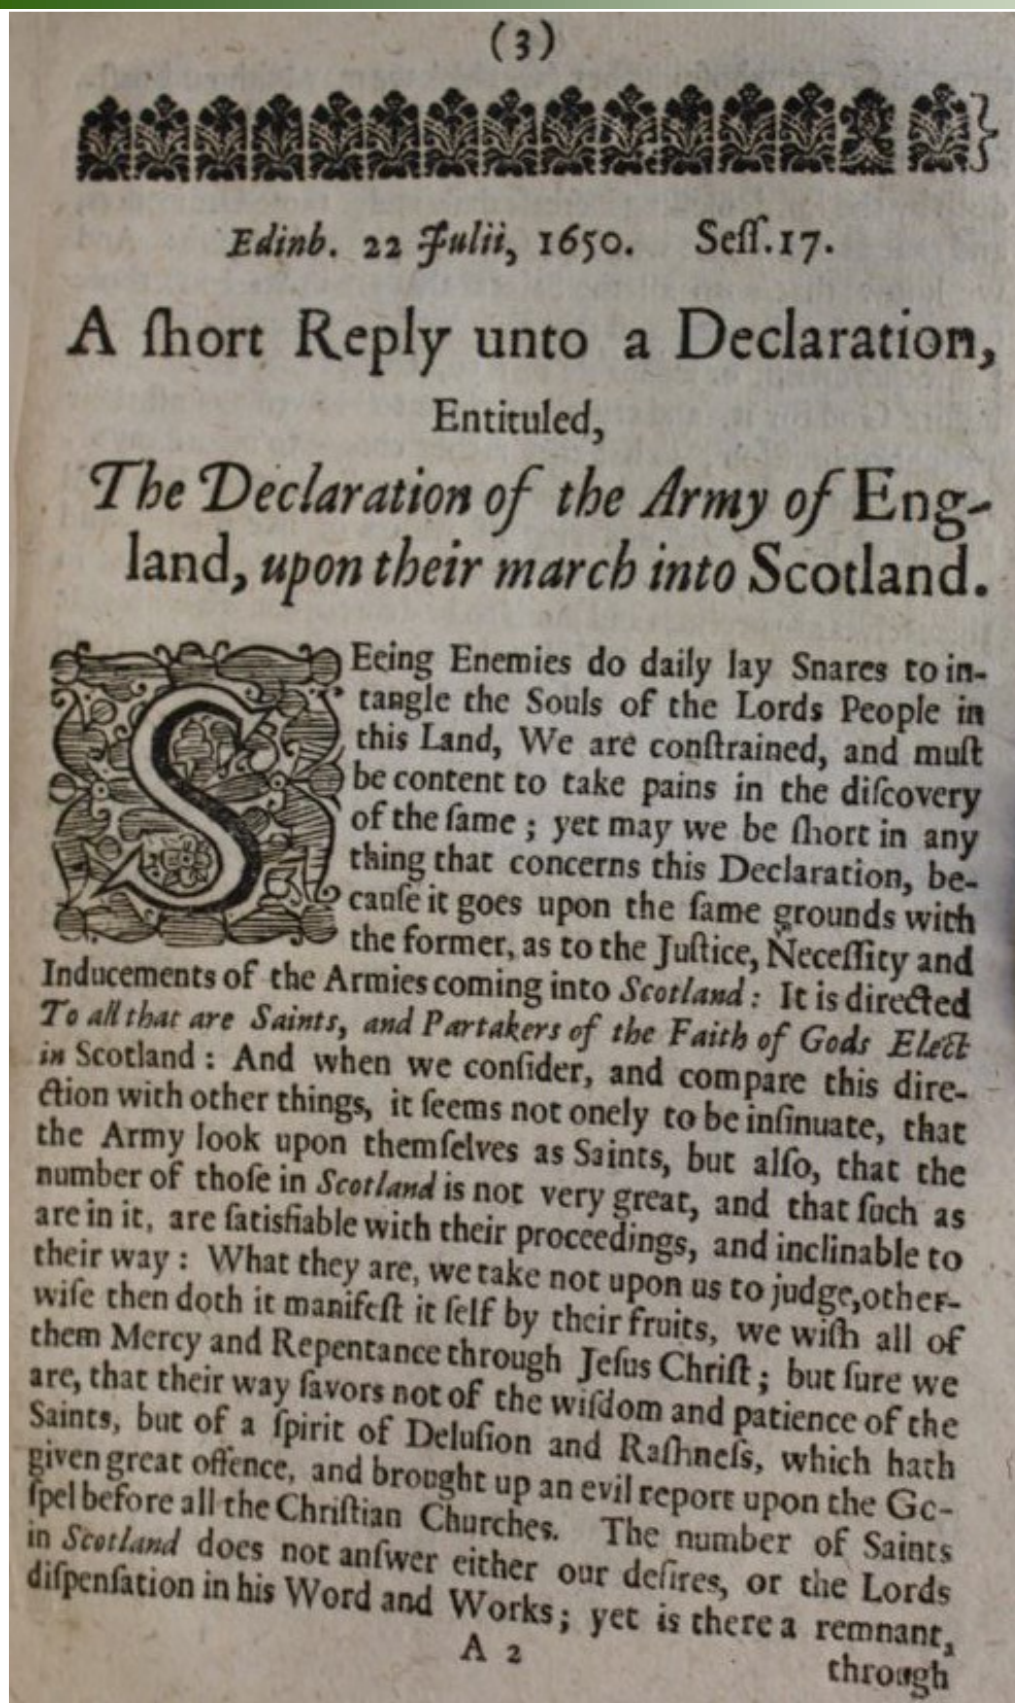 (3)
Edinb. 22 Julii, 1650. Seſſ.17.
A ſhort Reply unto a Declaration,
Entituled,
The Declaration of the Army of Eng-
land, upon their march into Scotland.
SEeing Enemies do daily lay Snares to in-
tangle the Souls of the Lords People in
this Land, We are conſtrained, and muſt
be content to take pains in the diſcovery
of the ſame ; yet may we be ſhort in any
thing that concerns this Declaration, be-
cauſe it goes upon the ſame grounds with
the former, as to the Juſtice, Neceſſity and
Inducements of the Armies coming into Scotland : It is directed
To all that are Saints, and Partakers of the Faith of Gods Elect
in Scotland : And when we conſider, and compare this dire-
ction with other things, it ſeems not onely to be inſinuate, that
the Army look upon themſelves as Saints, but alſo, that the
number of thoſe in Scotland is not very great, and that ſuch as
are in it, are ſatisfiable with their proceedings, and inclinable to
their way : What they are, we take not upon us to judge,other-
wiſe then doth it manifeſt it ſelf by their fruits, we wiſh all of
them Mercy and Repentance through Jeſus Chriſt ; but ſure we
are, that their way ſavors not of the wiſdom and patience of the
Saints, but of a ſpirit of Deluſion and Raſhneſs, which hath
given great offence, and brought up an evil report upon the Go-
ſpel before all the Chriſtian Churches. The number of Saints
in Scotland does not anſwer either our deſires, or the Lords
diſpenſation in his Word and Works ; yet is there a remnant,
A 2
through